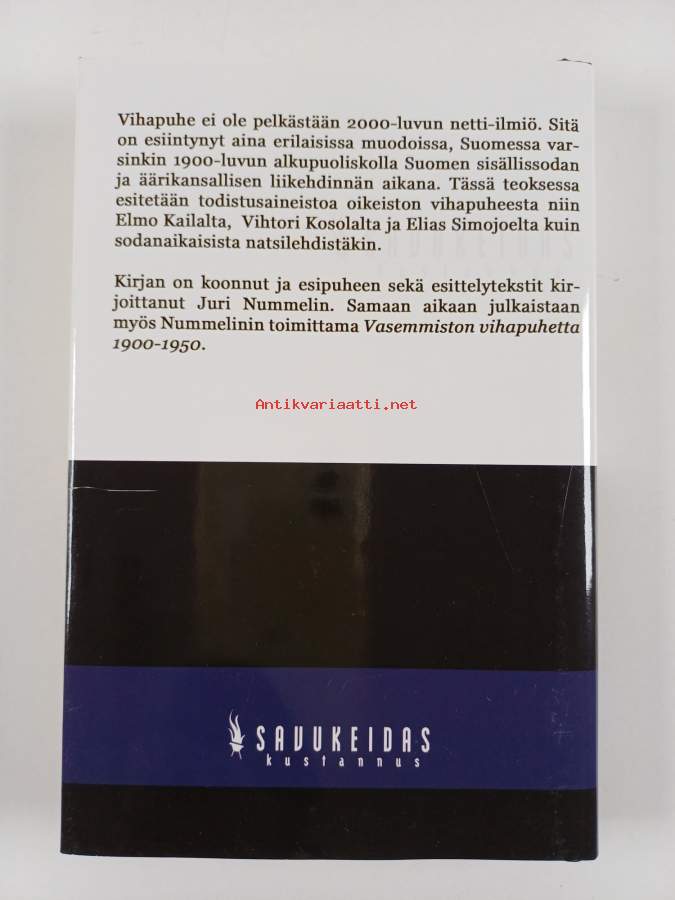 Vihapuhe ei ole pelkästään 2000-luvun netti-ilmiö. Sitä
on esiintynyt aina erilaisissa muodoissa, Suomessa var-
sinkin 1900-luvun alkupuoliskolla Suomen sisällissodan
ja äärikansallisen liikehdinnän aikana. Tässä teoksessa
esitetään todistusaineistoa oikeiston vihapuheesta niin
Elmo Kailalta, Vihtori Kosolalta ja Elias Simojoelta kuin
sodanaikaisista natsilehdistäkin.
Kirjan on koonnut ja esipuheen sekä esittelytekstit kir-
joittanut Juri Nummelin. Samaan aikaan julkaistaan
myös Nummelinin toimittama Vasemmiston vihapuhetta
1900-1950.
Antikvariaatti.net
SAVUKEIDAS
kustannus